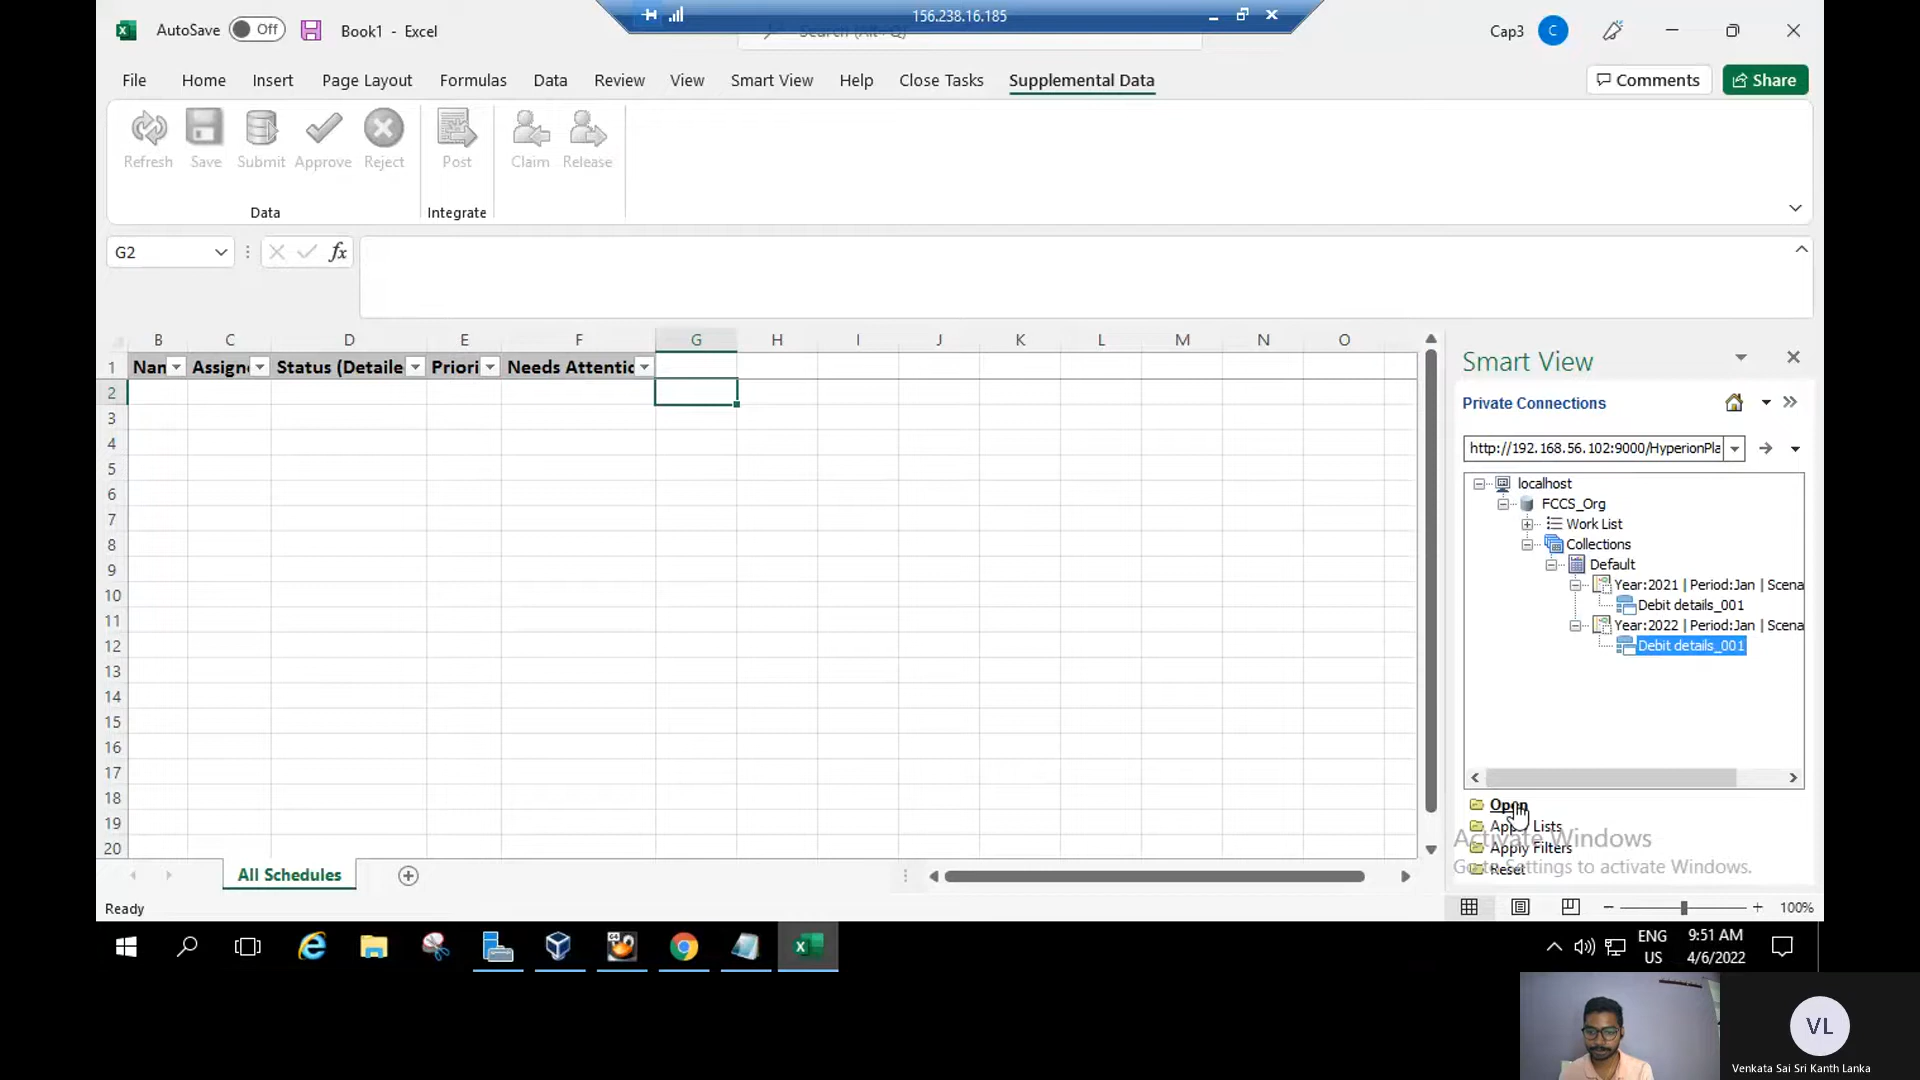 156.238.16.185
AutoSave Off Book1 - Excel
Search (Alt+Q)
Cap3 C
File Home Insert Page Layout Formulas Data Review View Smart View Help Close Tasks Supplemental Data
Comments Share
Refresh Save Submit Approve Reject Post Claim Release
Data Integrate
G2 fx
B C D E F G H I J K L M N O
1 Nan Assign Status (Detaile Priori Needs Attentic
2
3
4
5
6
7
8
9
10
11
12
13
14
15
16
17
18
19
20
Smart View
Private Connections
http://192.168.56.102:9000/HyperionPla
localhost
FCCS_Org
Work List
Collections
Default
Year:2021 | Period:Jan | Scena
Debit details_001
Year:2022 | Period:Jan | Scena
Debit details_001
Open
Apply Lists
Apply Filters
Reset
Activate Windows
Go to Settings to activate Windows.
All Schedules
Ready
100%
ENG
US
9:51 AM
4/6/2022
VL
Venkata Sai Sri Kanth Lanka